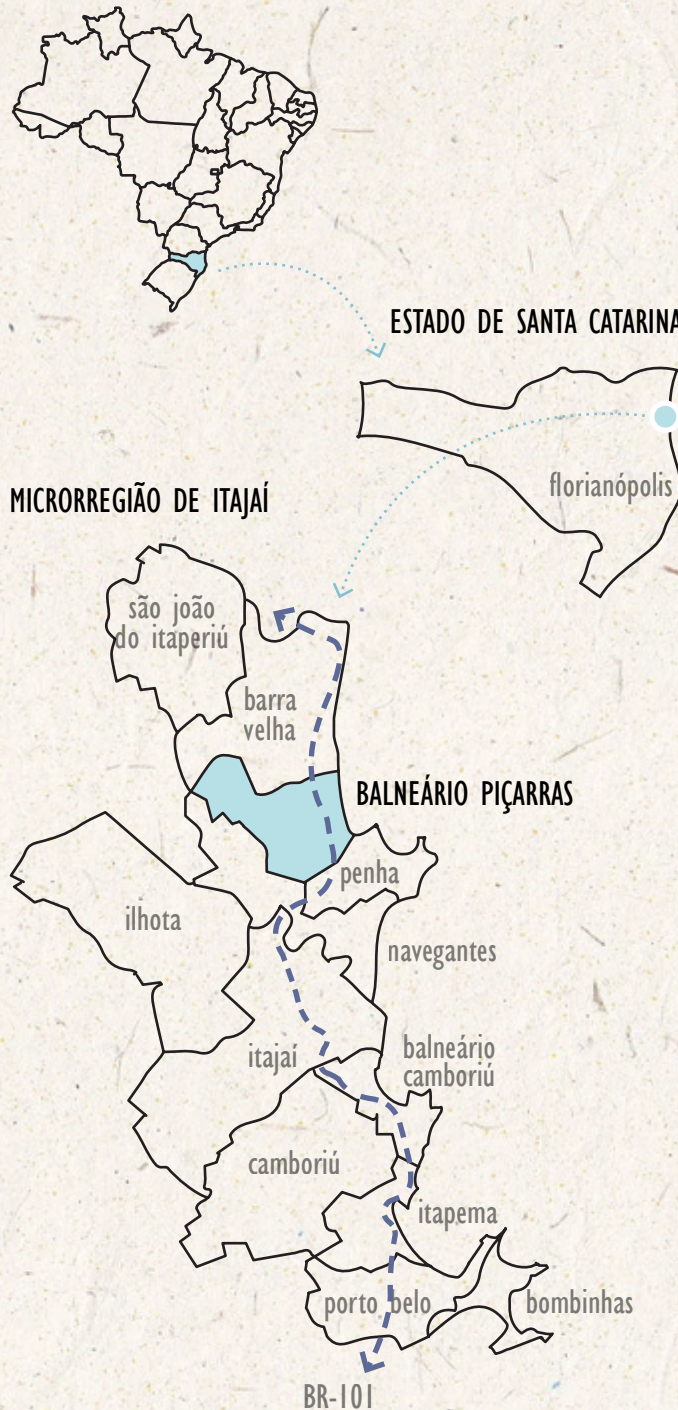 ESTADO DE SANTA CATARINA
florianópolis
MICRORREGIÃO DE ITAJAÍ
são joão
do itaperiú
barra
velha
BALNEÁRIO PIÇARRAS
penha
ilhota
navegantes
itajaí
balneário
camboriú
camboriú
itapema
porto belo
bombinhas
BR-101